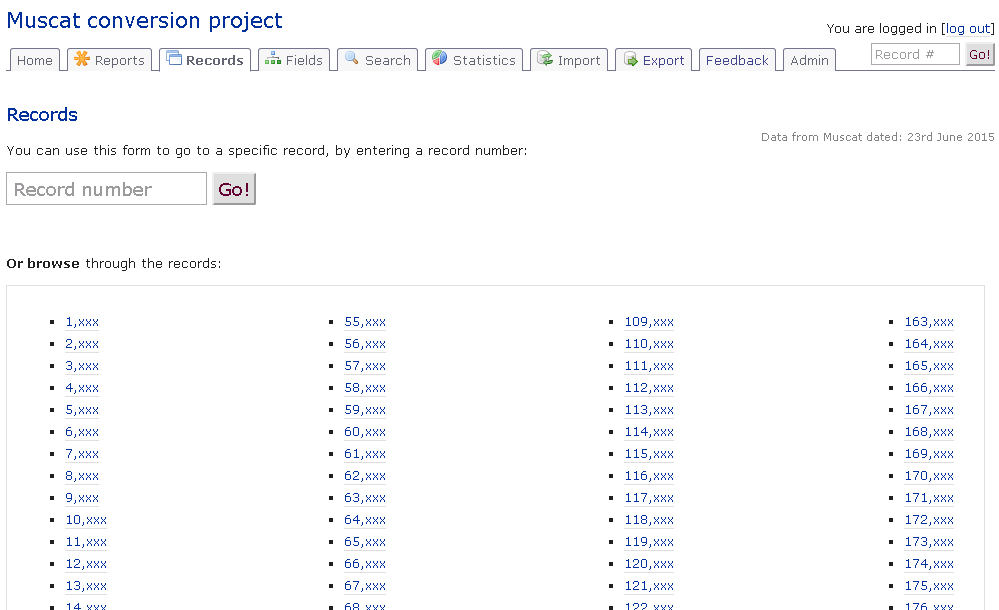 Muscat conversion project
You are logged in [log out]
Home Reports Records Fields Search Statistics Import Export Feedback Admin Record # Go!
Records
Data from Muscat dated: 23rd June 2015
You can use this form to go to a specific record, by entering a record number:
Record number Go!
Or browse through the records:
1,xxx
2,xxx
3,xxx
4,xxx
5,xxx
6,xxx
7,xxx
8,xxx
9,xxx
10,xxx
11,xxx
12,xxx
13,xxx
14,xxx
55,xxx
56,xxx
57,xxx
58,xxx
59,xxx
60,xxx
61,xxx
62,xxx
63,xxx
64,xxx
65,xxx
66,xxx
67,xxx
68,xxx
109,xxx
110,xxx
111,xxx
112,xxx
113,xxx
114,xxx
115,xxx
116,xxx
117,xxx
118,xxx
119,xxx
120,xxx
121,xxx
122,xxx
163,xxx
164,xxx
165,xxx
166,xxx
167,xxx
168,xxx
169,xxx
170,xxx
171,xxx
172,xxx
173,xxx
174,xxx
175,xxx
176,xxx